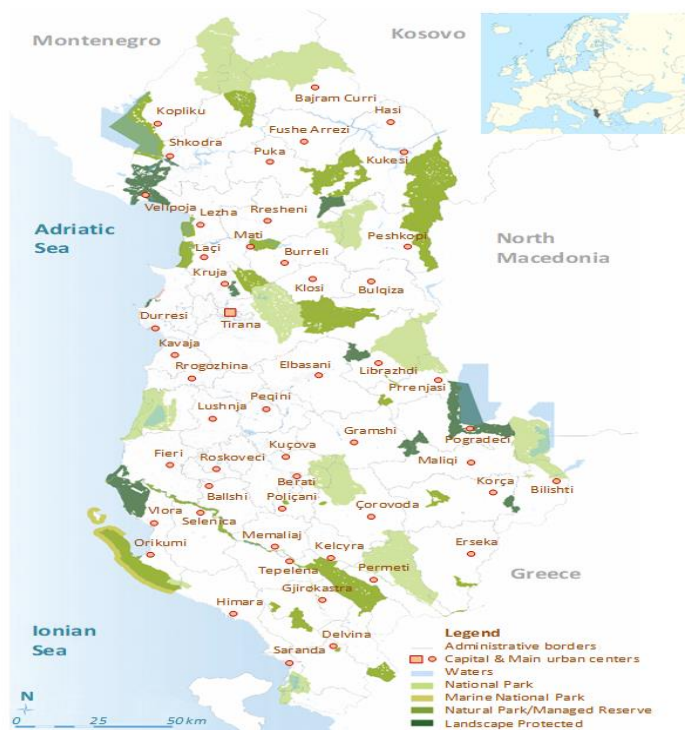 Montenegro
Kosovo
Bajram Curri
Kopliku
Hasi
Fushe Arrezi
Shkodra
Puka
Kukesi
Velipoja
Lezha
Rresheni
Adriatic
Sea
Mati
Peshkopi
North
Macedonia
Laçi
Burreli
Kruja
Klosi
Bulqiza
Tirana
Durresi
Kavaja
Elbasani
Librazhdi
Rrogozhina
Prrenjasi
Peqini
Lushnja
Gramshi
Pogradeci
Fieri
Roskoveci
Kuçova
Maliqi
Berati
Korça
Bilishti
Ballshi
Poliçani
Çorovoda
Vlora
Selenica
Orikumi
Memaliaj
Kelcyra
Erseka
Tepelena
Permeti
Greece
Gjirokastra
Himara
Ionian
Sea
Delvina
Saranda
Legend
Administrative borders
Capital & Main urban centers
Waters
National Park
Marine National Park
Natural Park/Managed Reserve
Landscape Protected
N
0 25 50 km